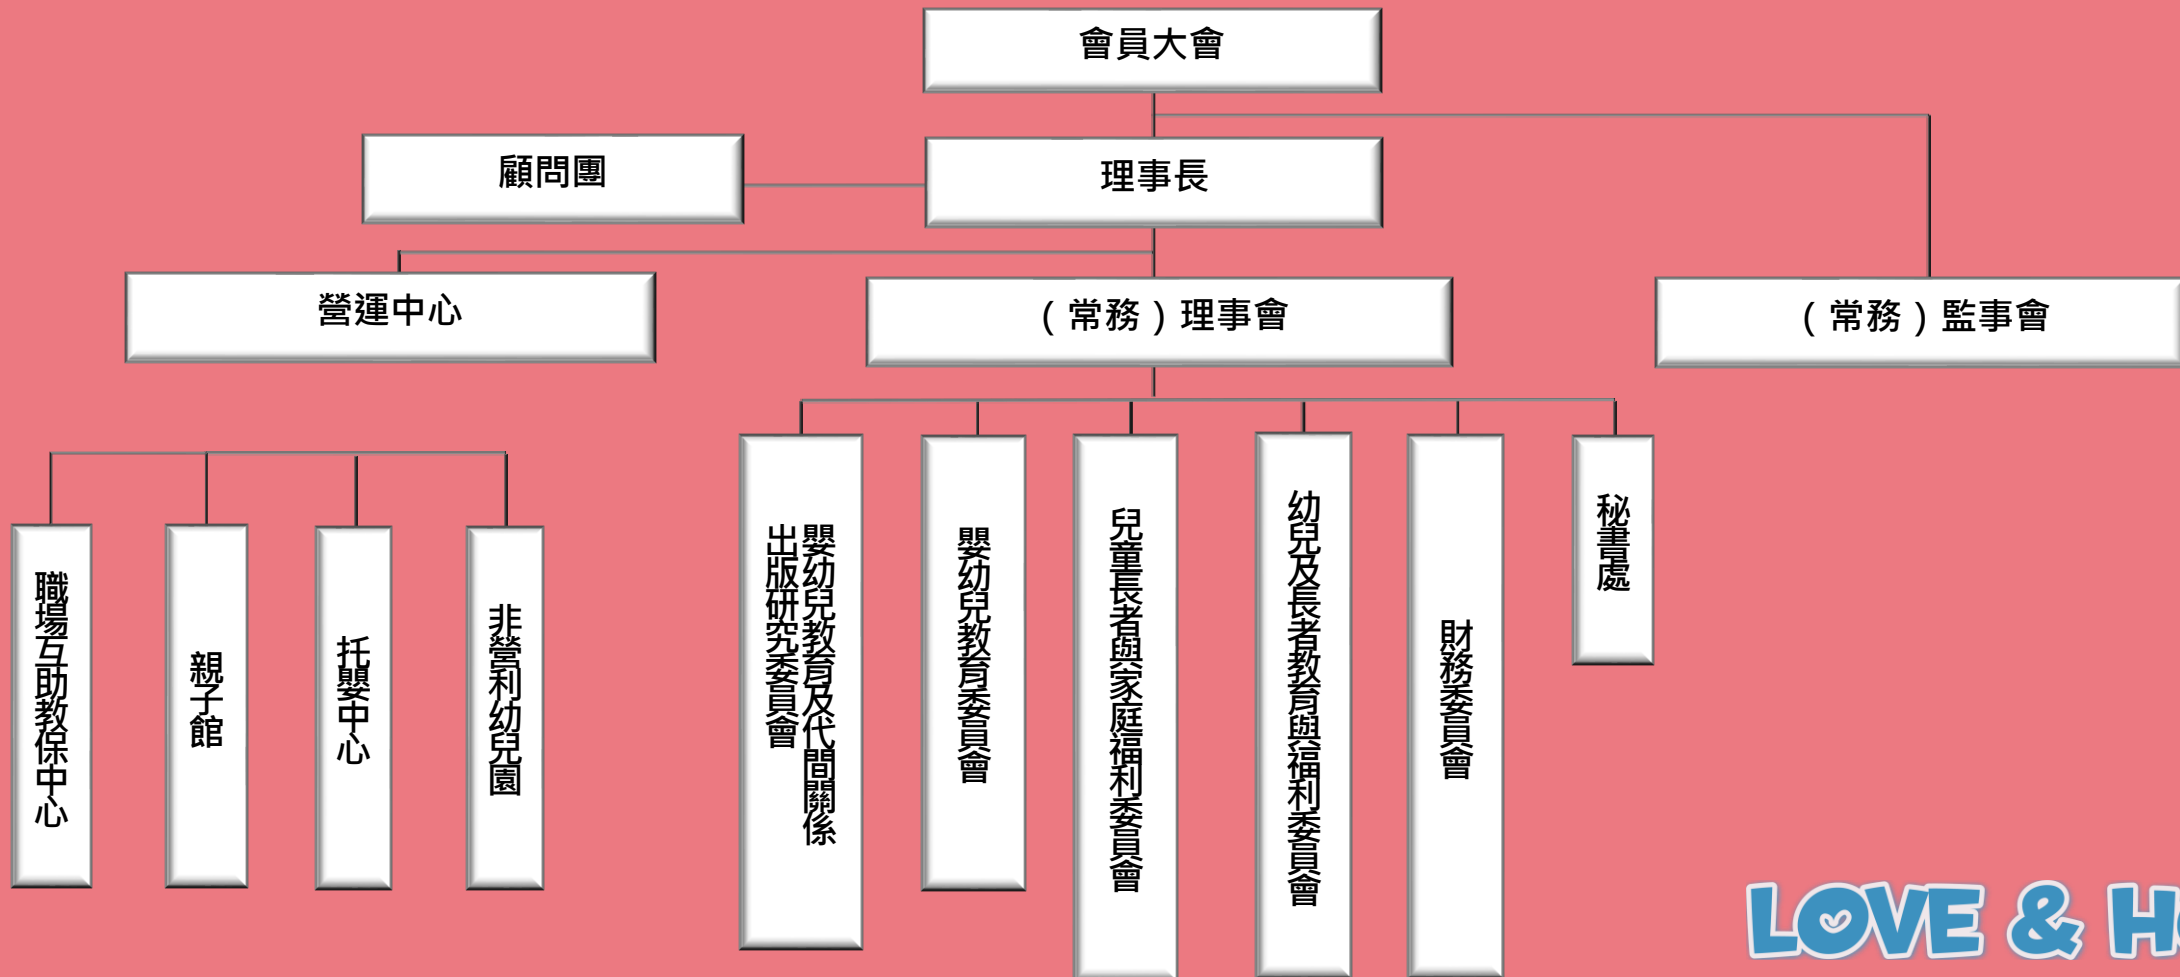 會員大會
顧問團
理事長
營運中心
（常務）理事會
（常務）監事會
職場互助教保中心
親子館
托嬰中心
非營利幼兒園
嬰幼兒教育及代間關係
出版研究委員會
嬰幼兒教育委員會
兒童長者與家庭福利委員會
幼兒及長者教育與福利委員會
財務委員會
秘書處
LOVE &